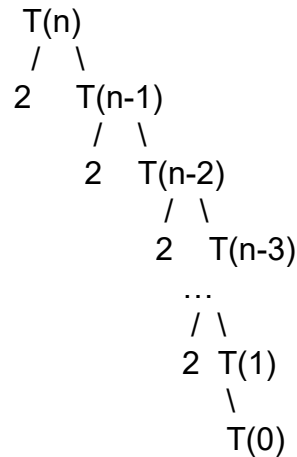 T(n)
/ \
2 T(n-1)
/ \
2 T(n-2)
/ \
2 T(n-3)
...
/ \
2 T(1)
\
T(0)